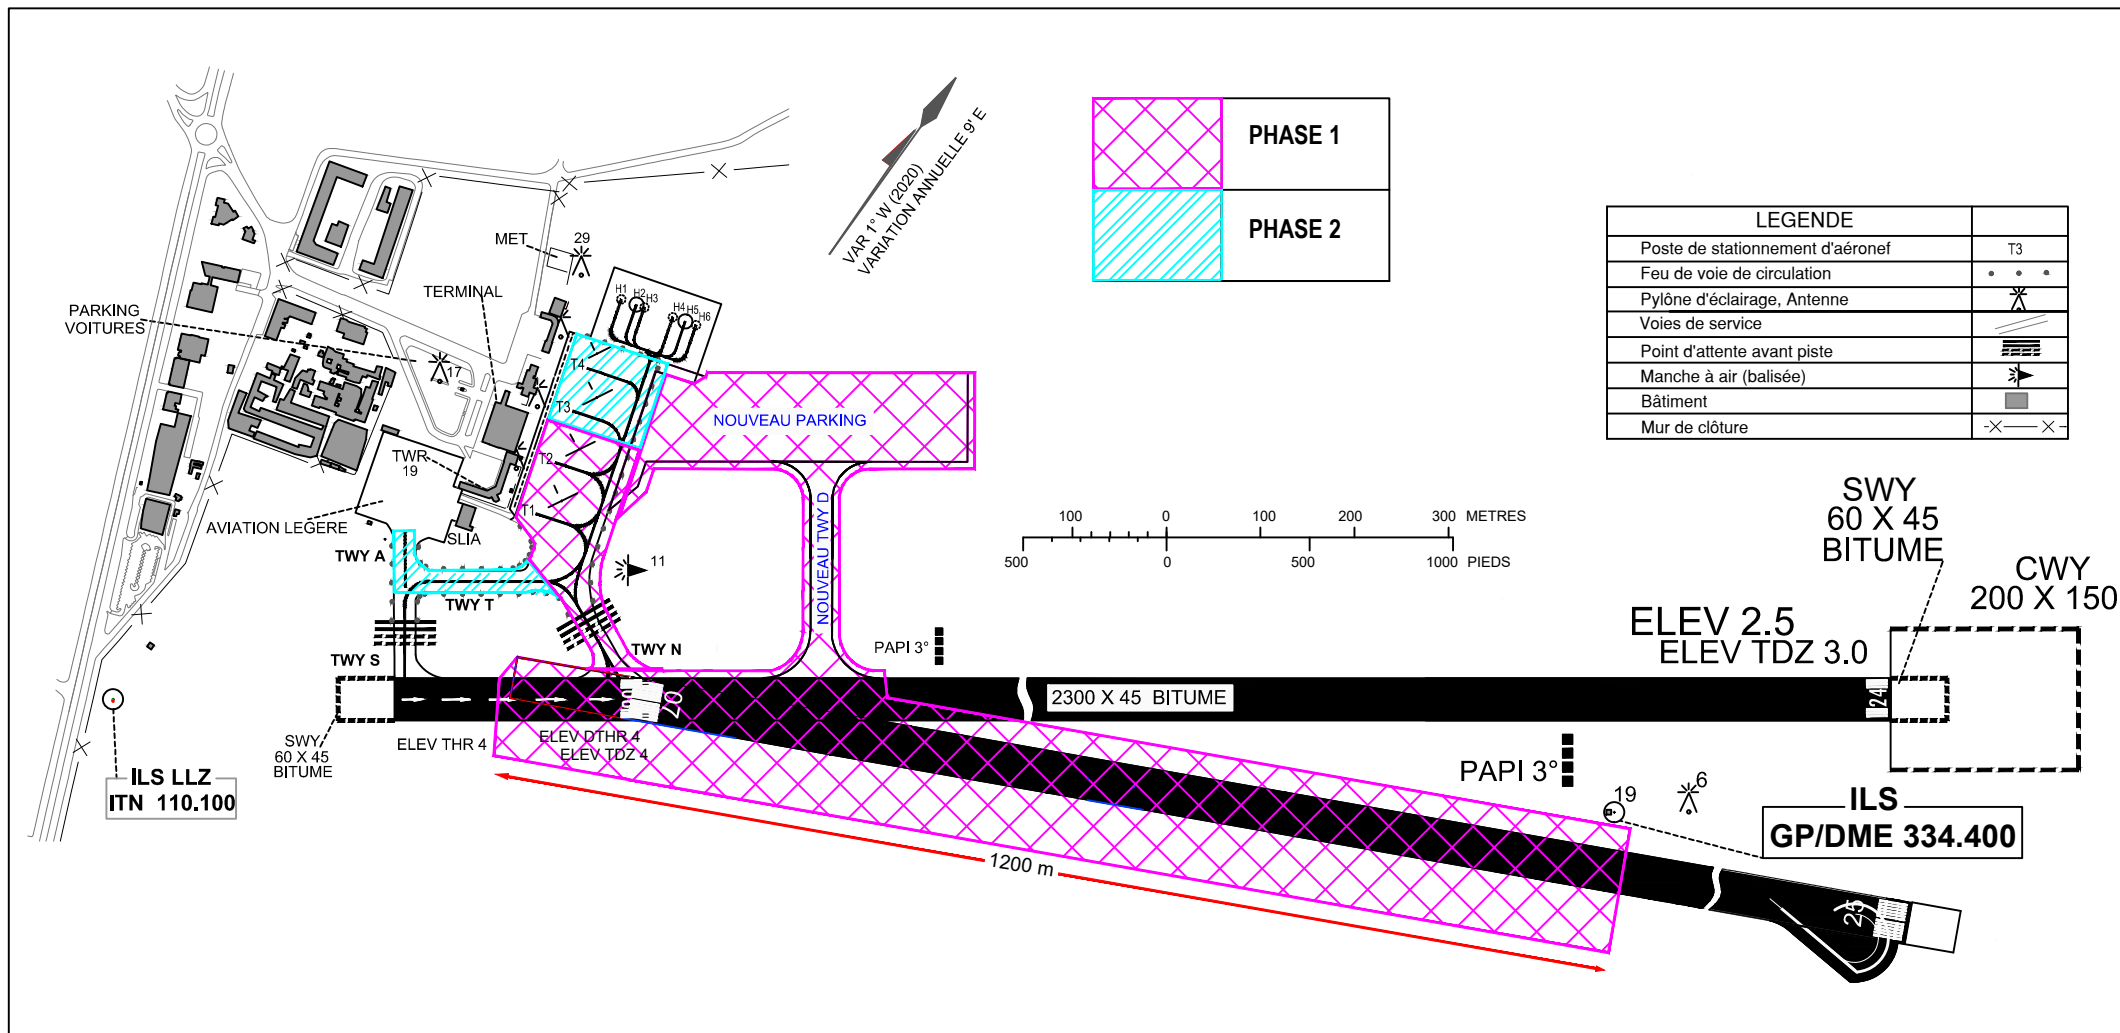 VAR 1° W (2020)
VARIATION ANNUELLE 9' E
PHASE 1
PHASE 2
LEGENDE
Poste de stationnement d'aéronef
T3
Feu de voie de circulation
Pylône d'éclairage, Antenne
Voies de service
Point d'attente avant piste
Manche à air (balisée)
Bâtiment
Mur de clôture
MET
29
TERMINAL
PARKING
VOITURES
17
H1
H2
H3
H4
H5
H6
T4
T3
T2
T1
NOUVEAU PARKING
NOUVEAU TWY D
TWR
19
AVIATION LEGERE
SLIA
TWY A
TWY T
TWY S
TWY N
11
PAPI 3°
100 0 100 200 300 METRES
500 0 500 1000 PIEDS
SWY
60 X 45
BITUME
CWY
200 X 150
ELEV 2.5
ELEV TDZ 3.0
2300 X 45 BITUME
24
07
25
ELEV THR 4
ELEV DTHR 4
ELEV TDZ 4
SWY
60 X 45
BITUME
ILS LLZ
ITN 110.100
PAPI 3°
19
6
ILS
GP/DME 334.400
1200 m